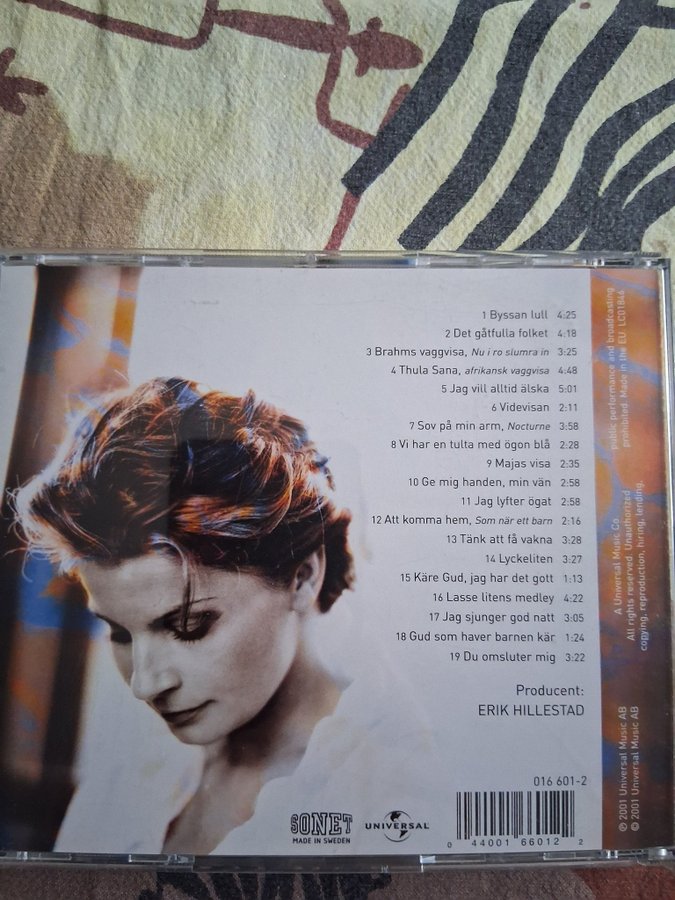 1 Byssan lull 4:25
2 Det gåtfulla folket 4:18
3 Brahms vaggvisa, Nu i ro slumra in 3:25
4 Thula Sana, afrikansk vaggvisa 4:48
5 Jag vill alltid älska 5:01
6 Videvisan 2:11
7 Sov på min arm, Nocturne 3:58
8 Vi har en tulta med ögon blå 2:28
9 Majas visa 2:35
10 Ge mig handen, min vän 2:58
11 Jag lyfter ögat 2:58
12 Att komma hem, Som när ett barn 2:16
13 Tänk att få vakna 3:28
14 Lyckeliten 3:27
15 Käre Gud, jag har det gott 1:13
16 Lasse litens medley 4:22
17 Jag sjunger god natt 3:05
18 Gud som haver barnen kär 1:24
19 Du omsluter mig 3:22
Producent:
ERIK HILLESTAD
016 601-2
SONET
MADE IN SWEDEN
UNIVERSAL
0 44001 66012 2
℗ 2001 Universal Music AB
© 2001 Universal Music AB
A Universal Music Co
All rights reserved. Unauthorized
copying, reproduction, hiring, lending,
public performance and broadcasting
prohibited. Made in the EU. LC01846